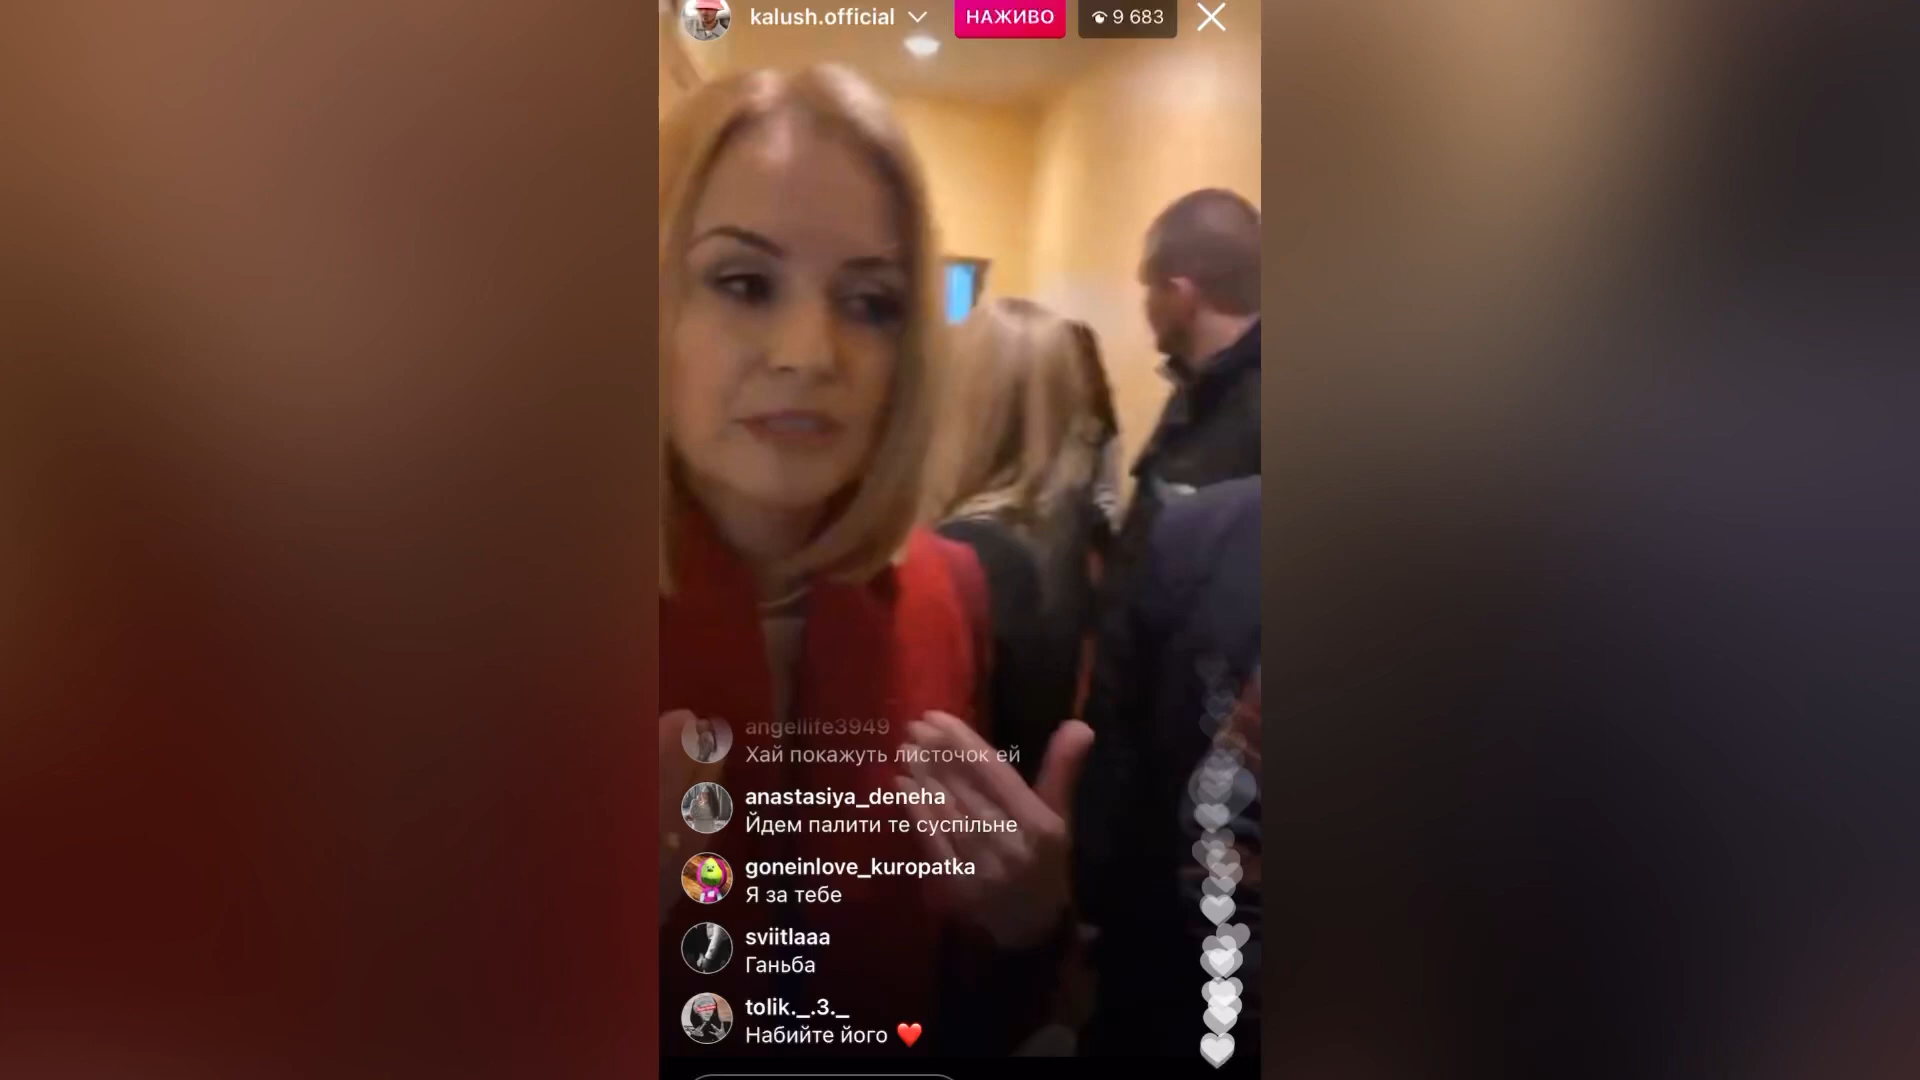 kalush.official
НАЖИВО
9 683
angellife3949
Хай покажуть листочок ей
anastasiya_deneha
Йдем палити те суспільне
goneinlove_kuropatka
Я за тебе
sviitlaaa
Ганьба
tolik._.3._
Набийте його ❤️